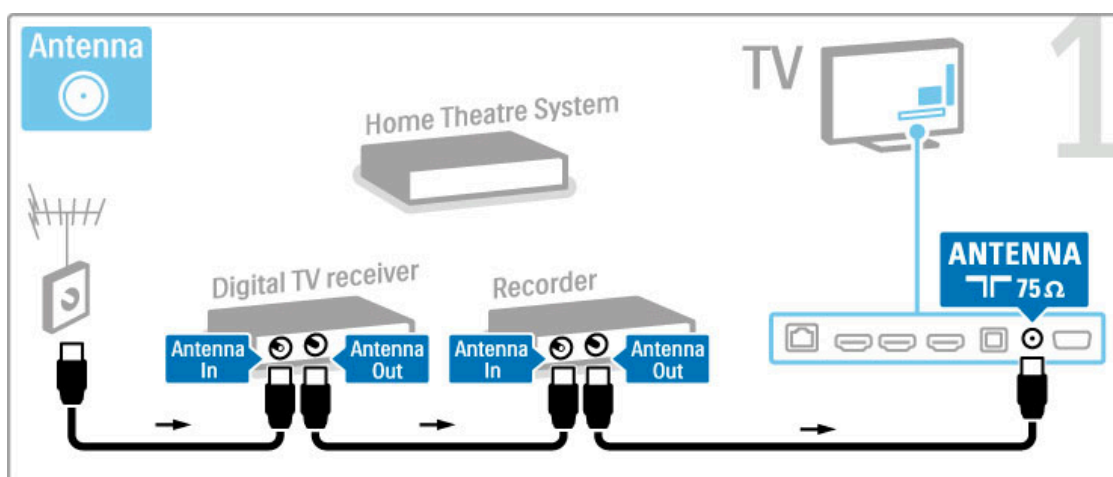 Antenna
TV
1
Home Theatre System
Digital TV receiver
Recorder
ANTENNA
75Ω
Antenna
In
Antenna
Out
Antenna
In
Antenna
Out